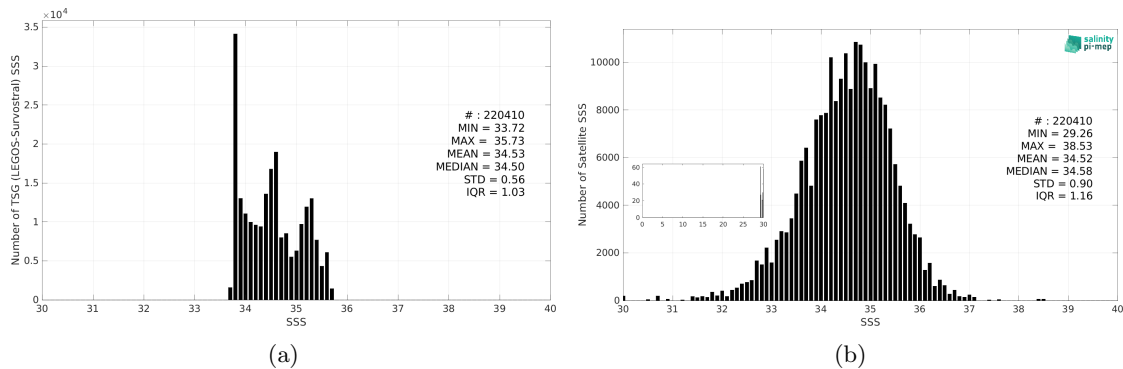 ×10⁴
3.5
3
2.5
2
1.5
1
0.5
0
Number of TSG (LEGOS-Survostral) SSS
# : 220410
MIN = 33.72
MAX = 35.73
MEAN = 34.53
MEDIAN = 34.50
STD = 0.56
IQR = 1.03
30 31 32 33 34 35 36 37 38 39 40
SSS
(a)
salinity
pi-mep
10000
8000
6000
4000
2000
0
Number of Satellite SSS
60
40
20
0
0 5 10 15 20 25 30
# : 220410
MIN = 29.26
MAX = 38.53
MEAN = 34.52
MEDIAN = 34.58
STD = 0.90
IQR = 1.16
30 31 32 33 34 35 36 37 38 39 40
SSS
(b)